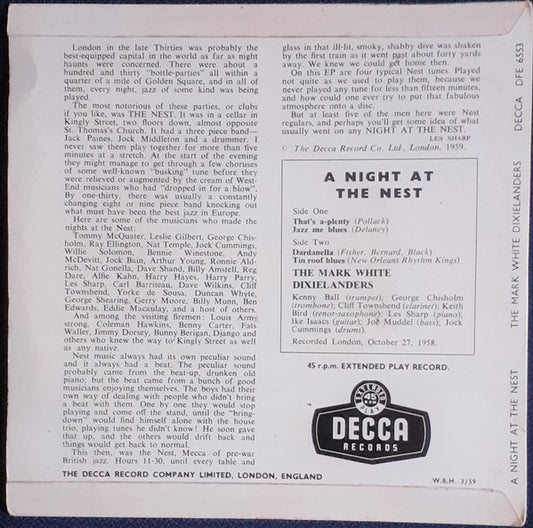 London in the late Thirties was probably the
best-equipped capital in the world as far as night
haunts were concerned. There were about a
hundred and thirty "bottle-parties" all within a
quarter of a mile of Golden Square, and in all of
them, every night, jazz of some kind was being
played.
The most notorious of these parties, or clubs
if you like, was THE NEST. It was in a cellar in
Kingly Street, two floors down, almost opposite
St. Thomas's Church. It had a three piece band—
Jack Paines, Jock Middleton and a drummer. I
never saw them play together for more than five
minutes at a stretch. At the start of the evening
they might manage to get through a few choruses
of some well-known "busking" tune before they
were relieved or augmented by the cream of West-
End musicians who had "dropped in for a blow".
By one-thirty, there was usually a constantly
changing eight or nine piece band knocking out
what must have been the best jazz in Europe.
Here are some of the musicians who made the
nights at the Nest:
Tommy McQuater, Leslie Gilbert, George Chis-
holm, Ray Ellington, Nat Temple, Jock Cummings,
Willie Solomon, Bennie Winestone, Andy
McDevitt, Jock Bain, Arthur Young, Ronnie Ald-
rich, Nat Gonella, Dave Shand, Billy Amstell, Reg
Dare, Alfie Kahn, Harry Hayes, Harry Parry,
Les Sharp, Carl Barriteau, Dave Wilkins, Cliff
Townshend, Yorke de Sousa, Duncan Whyte,
George Shearing, Gerry Moore, Billy Munn, Ben
Edwards, Eddie Macaulay, and a host of others.
And among the visiting firemen: Louis Arm-
strong, Coleman Hawkins, Benny Carter, Fats
Waller, Jimmy Dorsey, Bunny Berigan, Django and
others who knew the way to Kingly Street as well
as any native.
Nest music always had its own peculiar sound
and it always had a beat. The peculiar sound
probably came from the beat-up, drunken old
piano; but the beat came from a bunch of good
musicians enjoying themselves. The boys had their
own way of dealing with people who didn't bring
a beat with them. One by one they would stop
playing and come off the stand, until the "bring-
down" would find himself alone with the house
trio, playing tunes he didn't know! He soon gave
that up, and the others would drift back and
things would get back to normal.
This then, was the Nest, Mecca of pre-war
British jazz. Hours 11-30, until every table and
glass in that ill-lit, smoky, shabby dive was shaken
by the first train as it went past about forty yards
away. We knew we could get home then.
On this EP are four typical Nest tunes. Played
not quite as we used to play them, because we
never played any tune for less than fifteen minutes,
and how could one ever try to put that fabulous
atmosphere onto a disc.
But at least five of the men here were Nest
regulars, and perhaps you'll get some idea of what
usually went on any NIGHT AT THE NEST.
LES SHARP
© The Decca Record Co. Ltd., London, 1959.
A NIGHT AT
THE NEST
Side One
That's a-plenty (Pollack)
Jazz me blues (Delaney)
Side Two
Dardanella (Fisher, Bernard, Black)
Tin roof blues (New Orleans Rhythm Kings)
THE MARK WHITE
DIXIELANDERS
Kenny Ball (trumpet); George Chisholm
(trombone); Cliff Townshend (clarinet); Keith
Bird (tenor-saxophone); Les Sharp (piano);
Ike Isaacs (guitar); Joe Muddel (bass); Jock
Cummings (drums).
Recorded London, October 27, 1958.
45 r.p.m. EXTENDED PLAY RECORD.
EXTENDED
45
RPM
PLAY
DECCA
RECORDS
THE DECCA RECORD COMPANY LIMITED, LONDON, ENGLAND
W.B.H. 3/59
A NIGHT AT THE NEST THE MARK WHITE DIXIELANDERS DECCA DFE 6553